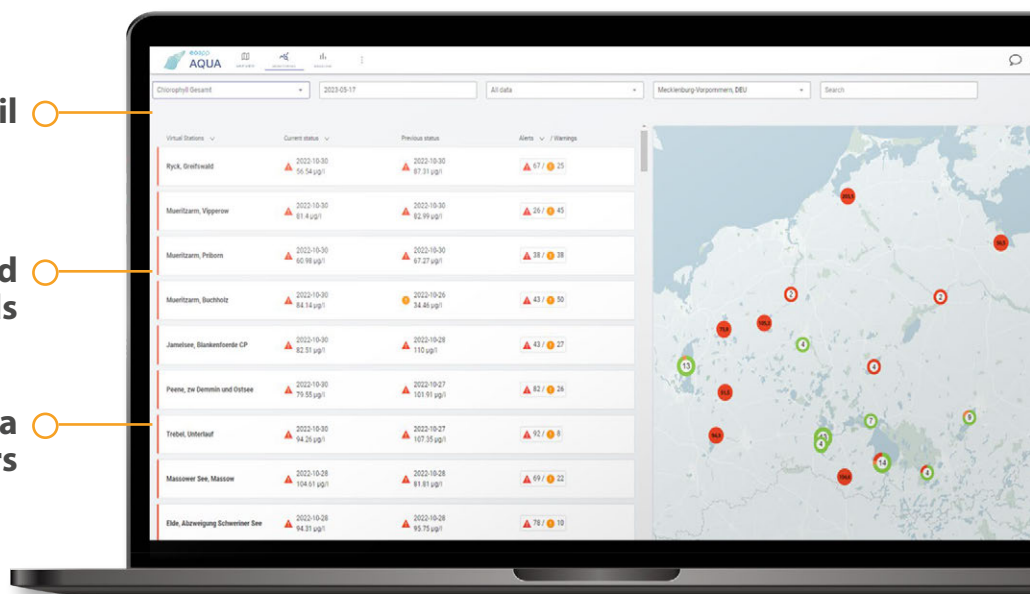 il
d
ls
a
rs
eoapp
AQUA
Chlorophyll Gesamt
2023-05-17
All data
Mecklenburg-Vorpommern, DEU
Search
Virtual Stations
Current status
Previous status
Alerts / Warnings
Ryck, Greifswald
2022-10-30
56.54 µg/l
2022-10-30
87.31 µg/l
67 / 25
Mueritzarm, Vipperow
2022-10-30
81.4 µg/l
2022-10-30
82.99 µg/l
26 / 45
Mueritzarm, Priborn
2022-10-30
60.98 µg/l
2022-10-30
67.27 µg/l
38 / 38
Mueritzarm, Buchholz
2022-10-30
84.14 µg/l
2022-10-26
34.46 µg/l
43 / 50
Jamelsee, Blankenfoerde CP
2022-10-30
82.51 µg/l
2022-10-28
110 µg/l
43 / 27
Peene, zw Demmin und Ostsee
2022-10-30
79.55 µg/l
2022-10-27
101.91 µg/l
82 / 26
Trebel, Unterlauf
2022-10-30
94.26 µg/l
2022-10-27
107.35 µg/l
92 / 8
Massower See, Massow
2022-10-28
104.61 µg/l
2022-10-28
81.81 µg/l
69 / 22
Elde, Abzweigung Schweriner See
2022-10-28
94.31 µg/l
2022-10-28
95.75 µg/l
78 / 10
2
2
4
13
4
7
8
4
14
4